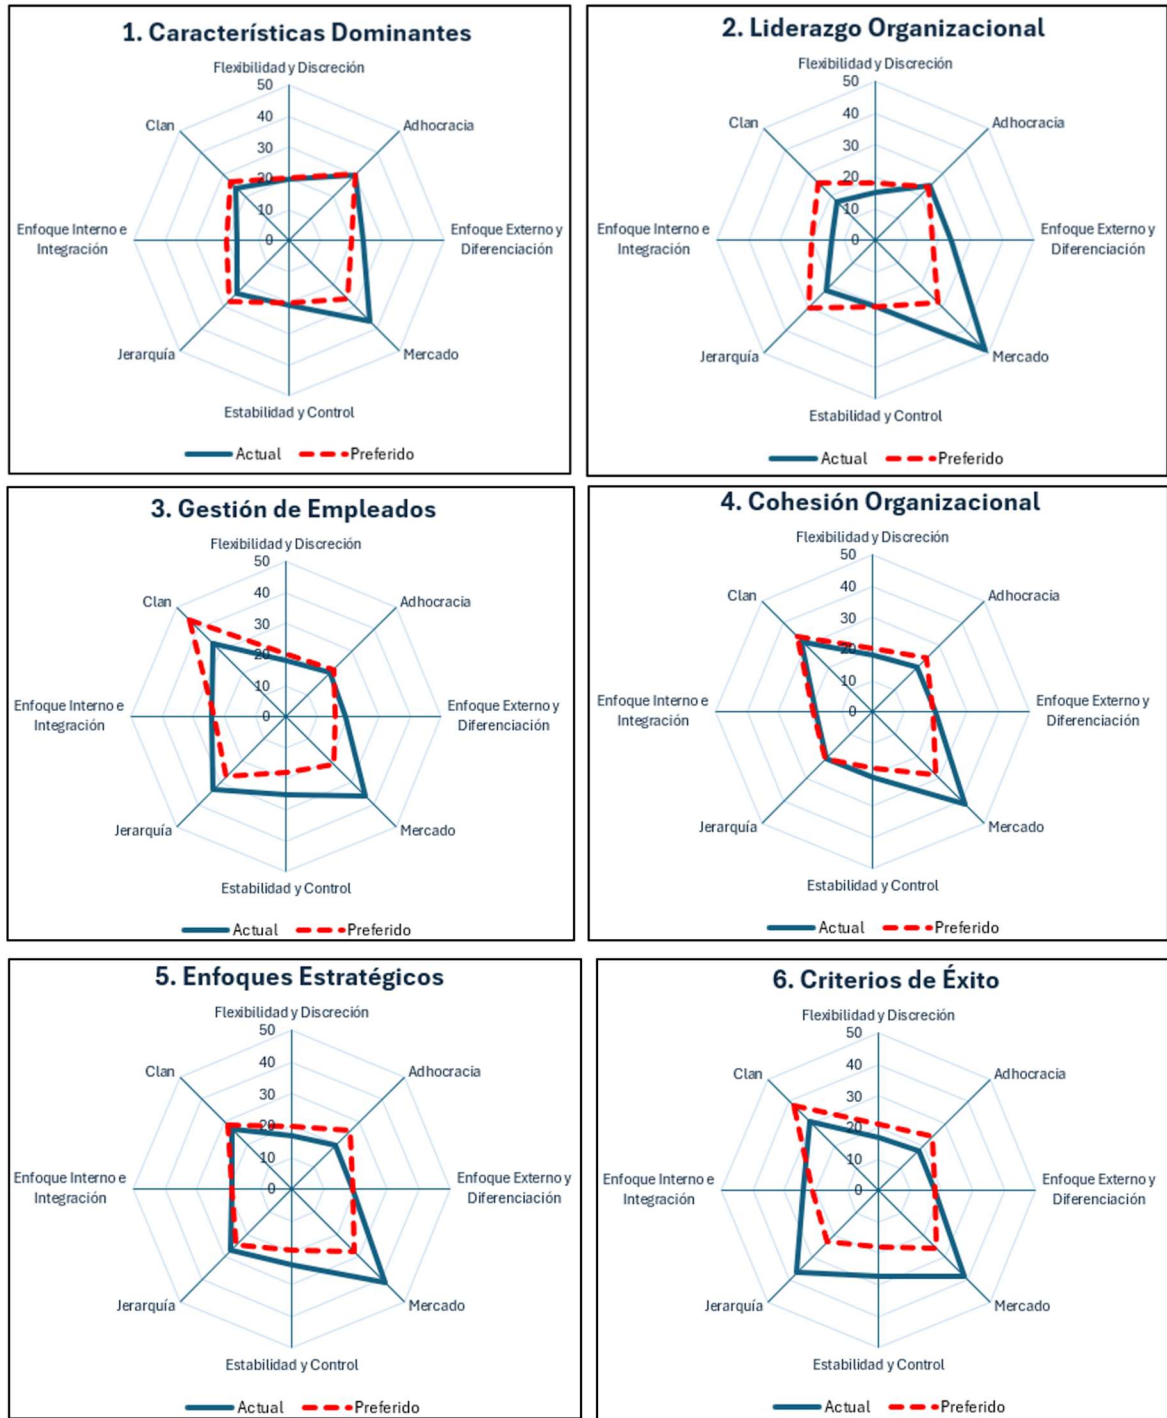 1. Características Dominantes
Flexibilidad y Discreción
50
40
30
20
10
0
Clan
Adhocracia
Enfoque Interno e
Integración
Enfoque Externo y
Diferenciación
Jerarquía
Mercado
Estabilidad y Control
Actual
Preferido
2. Liderazgo Organizacional
Flexibilidad y Discreción
50
40
30
20
10
0
Clan
Adhocracia
Enfoque Interno e
Integración
Enfoque Externo y
Diferenciación
Jerarquía
Mercado
Estabilidad y Control
Actual
Preferido
3. Gestión de Empleados
Flexibilidad y Discreción
50
40
30
20
10
0
Clan
Adhocracia
Enfoque Interno e
Integración
Enfoque Externo y
Diferenciación
Jerarquía
Mercado
Estabilidad y Control
Actual
Preferido
4. Cohesión Organizacional
Flexibilidad y Discreción
50
40
30
20
10
0
Clan
Adhocracia
Enfoque Interno e
Integración
Enfoque Externo y
Diferenciación
Jerarquía
Mercado
Estabilidad y Control
Actual
Preferido
5. Enfoques Estratégicos
Flexibilidad y Discreción
50
40
30
20
10
0
Clan
Adhocracia
Enfoque Interno e
Integración
Enfoque Externo y
Diferenciación
Jerarquía
Mercado
Estabilidad y Control
Actual
Preferido
6. Criterios de Éxito
Flexibilidad y Discreción
50
40
30
20
10
0
Clan
Adhocracia
Enfoque Interno e
Integración
Enfoque Externo y
Diferenciación
Jerarquía
Mercado
Estabilidad y Control
Actual
Preferido